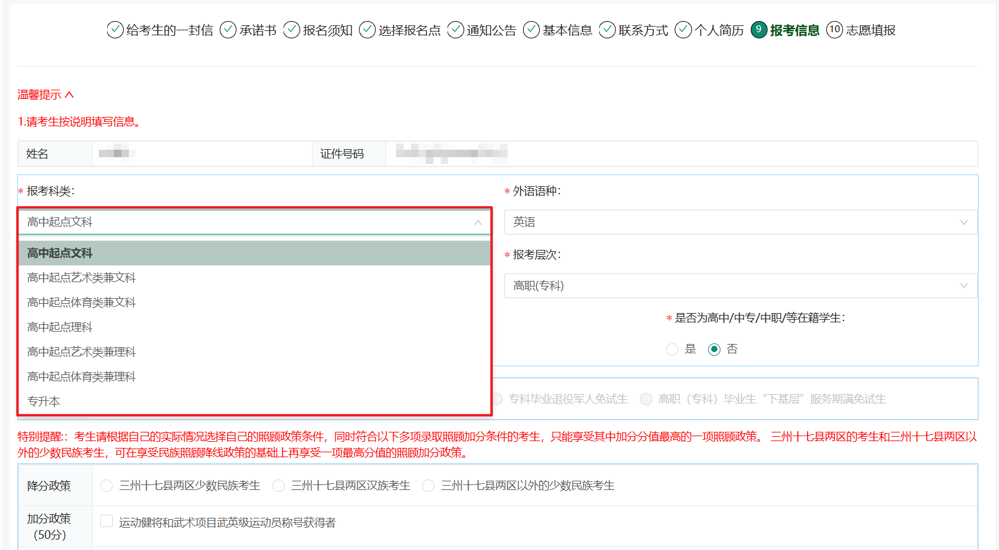 给考生的一封信 承诺书 报名须知 选择报名点 通知公告 基本信息 联系方式 个人简历 9 报考信息 10 志愿填报
温馨提示
1.请考生按说明填写信息。
姓名 证件号码
* 报考科类: * 外语语种:
高中起点文科 英语
高中起点文科
* 报考层次:
高中起点艺术类兼文科
高职(专科)
高中起点体育类兼文科
* 是否为高中/中专/中职/等在籍学生:
高中起点理科
高中起点艺术类兼理科 是 否
高中起点体育类兼理科
专升本 专科毕业退役军人免试生 高职（专科）毕业生“下基层”服务期满免试生
特别提醒:：考生请根据自己的实际情况选择自己的照顾政策条件，同时符合以下多项录取照顾加分条件的考生，只能享受其中加分分值最高的一项照顾政策。 三州十七县两区的考生和三州十七县两区以
外的少数民族考生，可在享受民族照顾降线政策的基础上再享受一项最高分值的照顾加分政策。
降分政策 三州十七县两区少数民族考生 三州十七县两区汉族考生 三州十七县两区以外的少数民族考生
加分政策
（50分） 运动健将和武术项目武英级运动员称号获得者